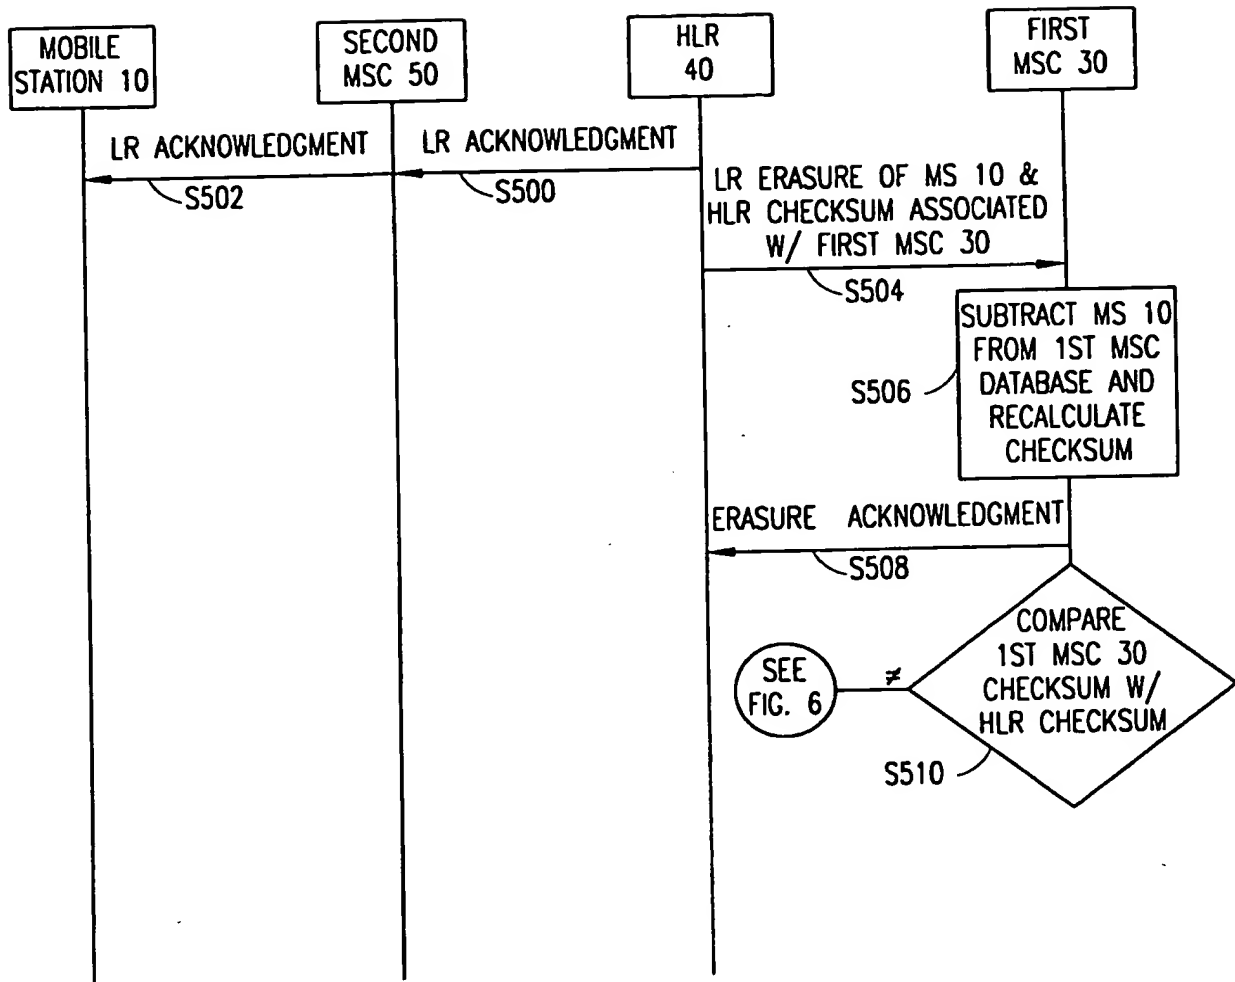 MOBILE
STATION 10
SECOND
MSC 50
HLR
40
FIRST
MSC 30
LR ACKNOWLEDGMENT
S502
LR ACKNOWLEDGMENT
S500
LR ERASURE OF MS 10 &
HLR CHECKSUM ASSOCIATED
W/ FIRST MSC 30
S504
SUBTRACT MS 10
FROM 1ST MSC
DATABASE AND
RECALCULATE
CHECKSUM
S506
ERASURE ACKNOWLEDGMENT
S508
COMPARE
1ST MSC 30
CHECKSUM W/
HLR CHECKSUM
≠
SEE
FIG. 6
S510